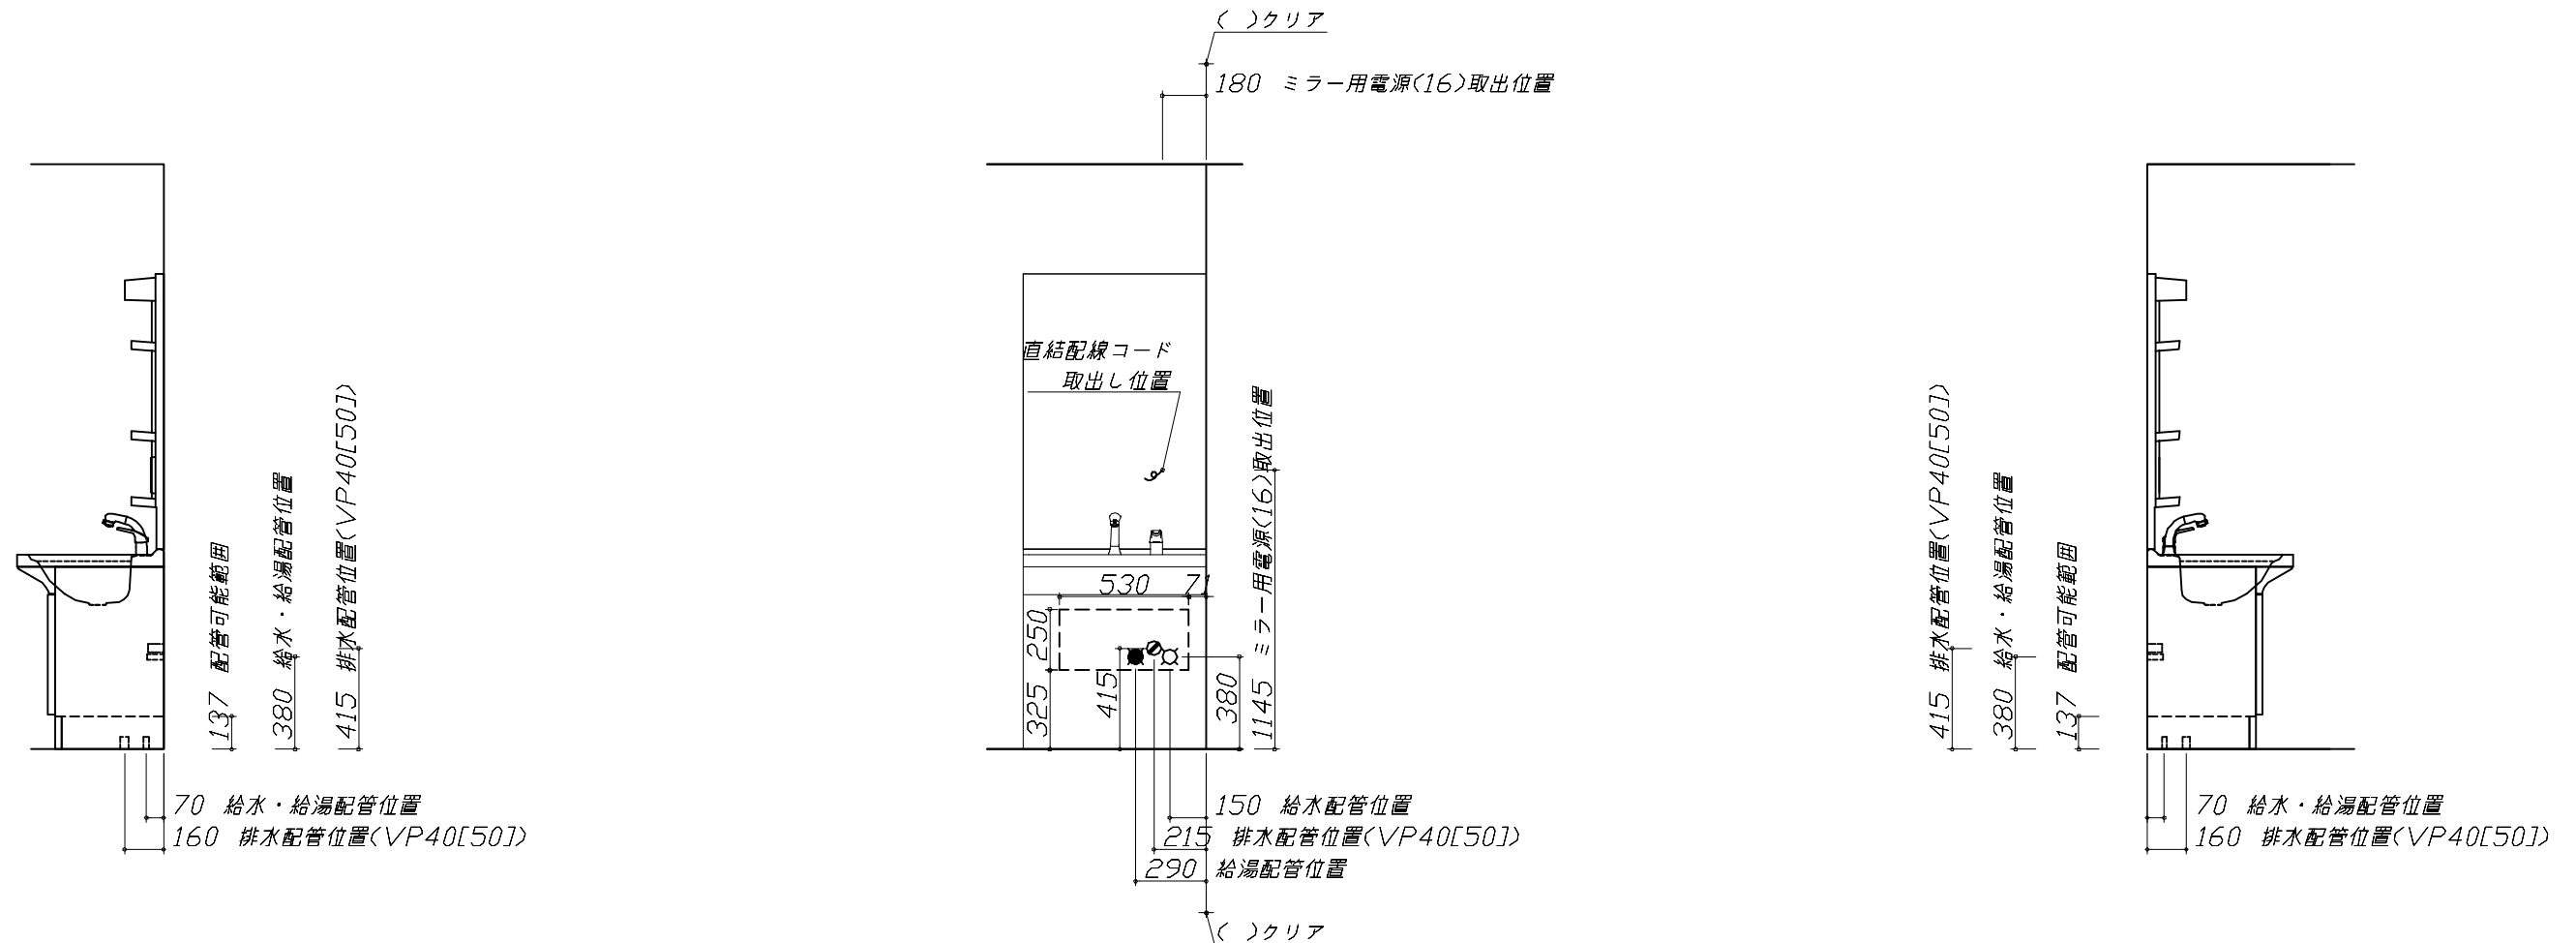 ( )クリア
180 ミラー用電源(16)取出位置
直結配線コード
取出し位置
530
71
250
325
415
380
1145 ミラー用電源(16)取出位置
137 配管可能範囲
380 給水・給湯配管位置
415 排水配管位置(VP40[50])
415 排水配管位置(VP40[50])
380 給水・給湯配管位置
137 配管可能範囲
70 給水・給湯配管位置
160 排水配管位置(VP40[50])
150 給水配管位置
215 排水配管位置(VP40[50])
290 給湯配管位置
( )クリア
70 給水・給湯配管位置
160 排水配管位置(VP40[50])